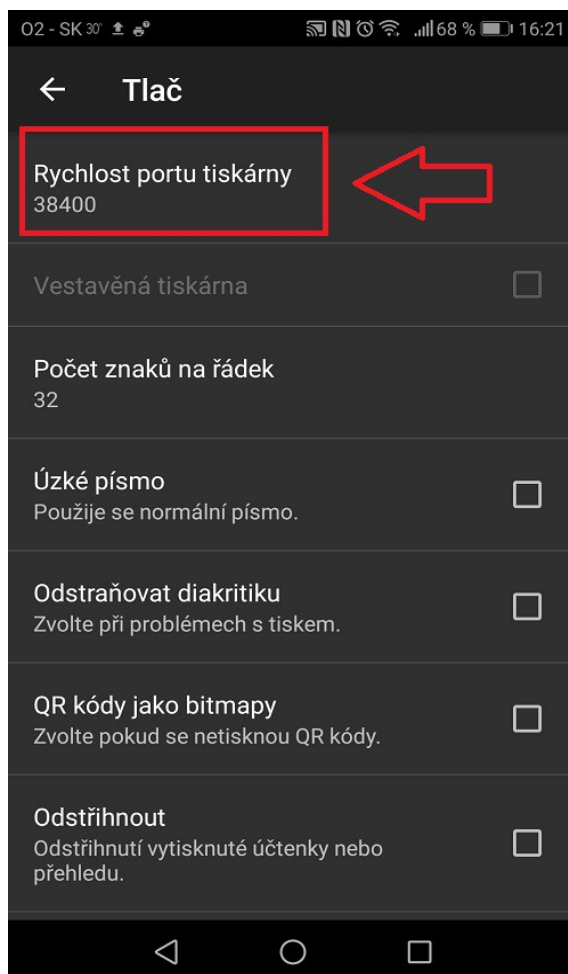 O2 - SK 30° 68 % 16:21
Tlač
Rychlost portu tiskárny
38400
Vestavěná tiskárna
Počet znaků na řádek
32
Úzké písmo
Použije se normální písmo.
Odstraňovat diakritiku
Zvolte při problémech s tiskem.
QR kódy jako bitmapy
Zvolte pokud se netisknou QR kódy.
Odstřihnout
Odstřihnutí vytisknuté účtenky nebo
přehledu.